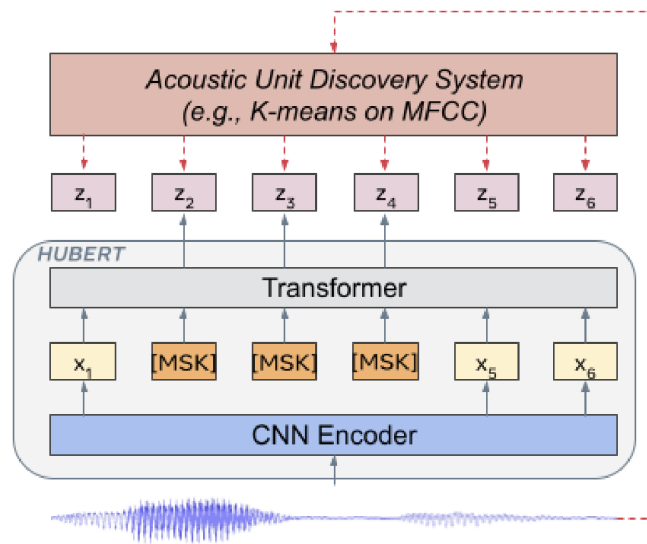 Acoustic Unit Discovery System
(e.g., K-means on MFCC)
z1 z2 z3 z4 z5 z6
HUBERT
Transformer
x1 [MSK] [MSK] [MSK] x5 x6
CNN Encoder